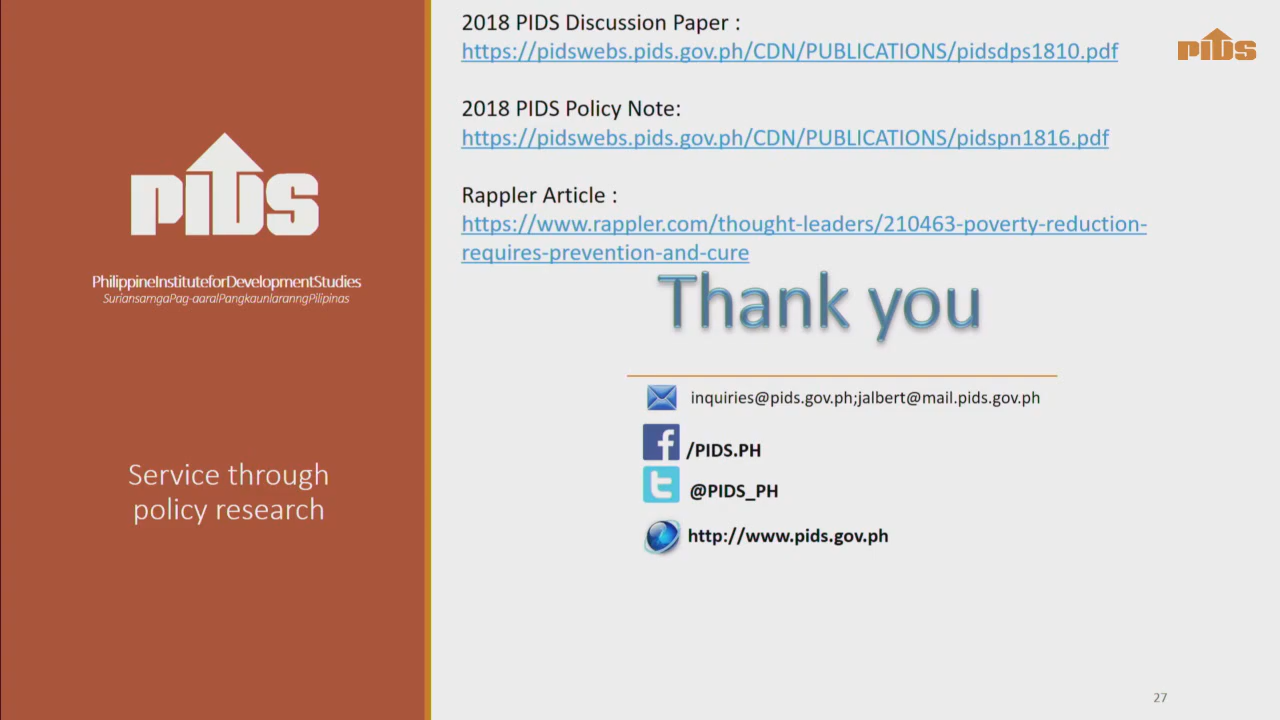 PIDS
PhilippineInstituteforDevelopmentStudies
SuriansamgaPag-aaralPangkaunlaranngPilipinas
Service through
policy research
2018 PIDS Discussion Paper :
https://pidswebs.pids.gov.ph/CDN/PUBLICATIONS/pidsdps1810.pdf
PIDS
2018 PIDS Policy Note:
https://pidswebs.pids.gov.ph/CDN/PUBLICATIONS/pidspn1816.pdf
Rappler Article :
https://www.rappler.com/thought-leaders/210463-poverty-reduction-
requires-prevention-and-cure
Thank you
inquiries@pids.gov.ph;jalbert@mail.pids.gov.ph
/PIDS.PH
@PIDS_PH
http://www.pids.gov.ph
27